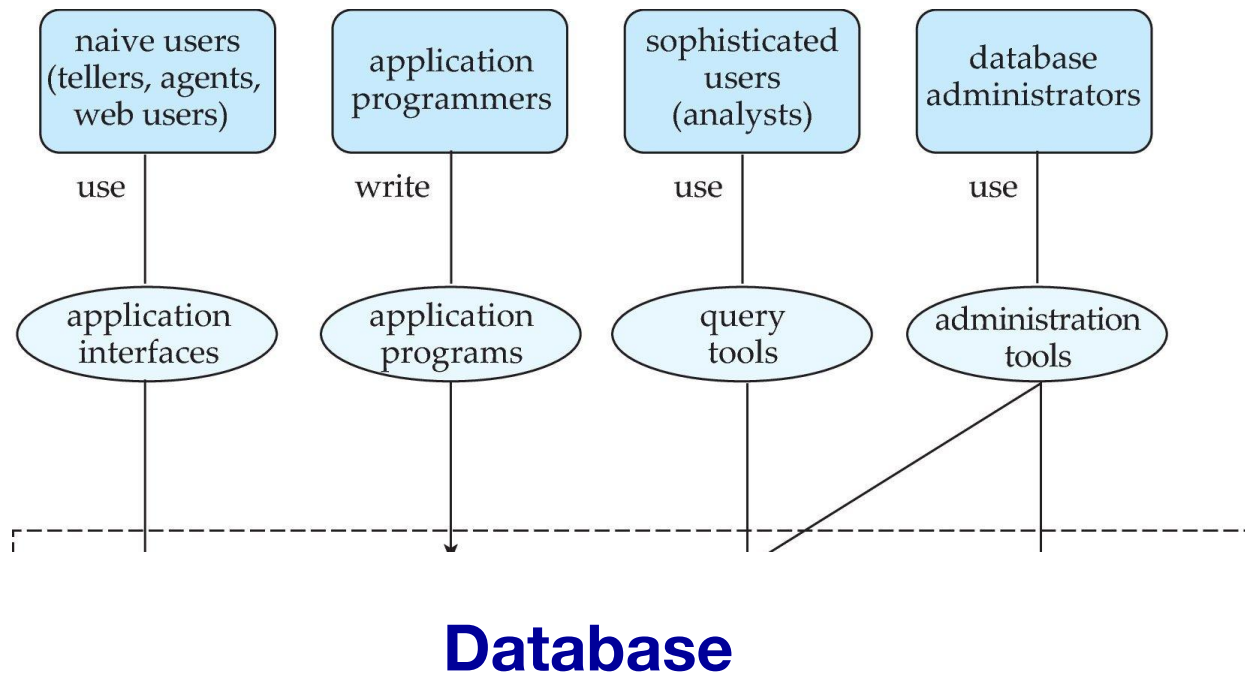 naive users
(tellers, agents,
web users)
application
programmers
sophisticated
users
(analysts)
database
administrators
use
write
use
use
application
interfaces
application
programs
query
tools
administration
tools
Database